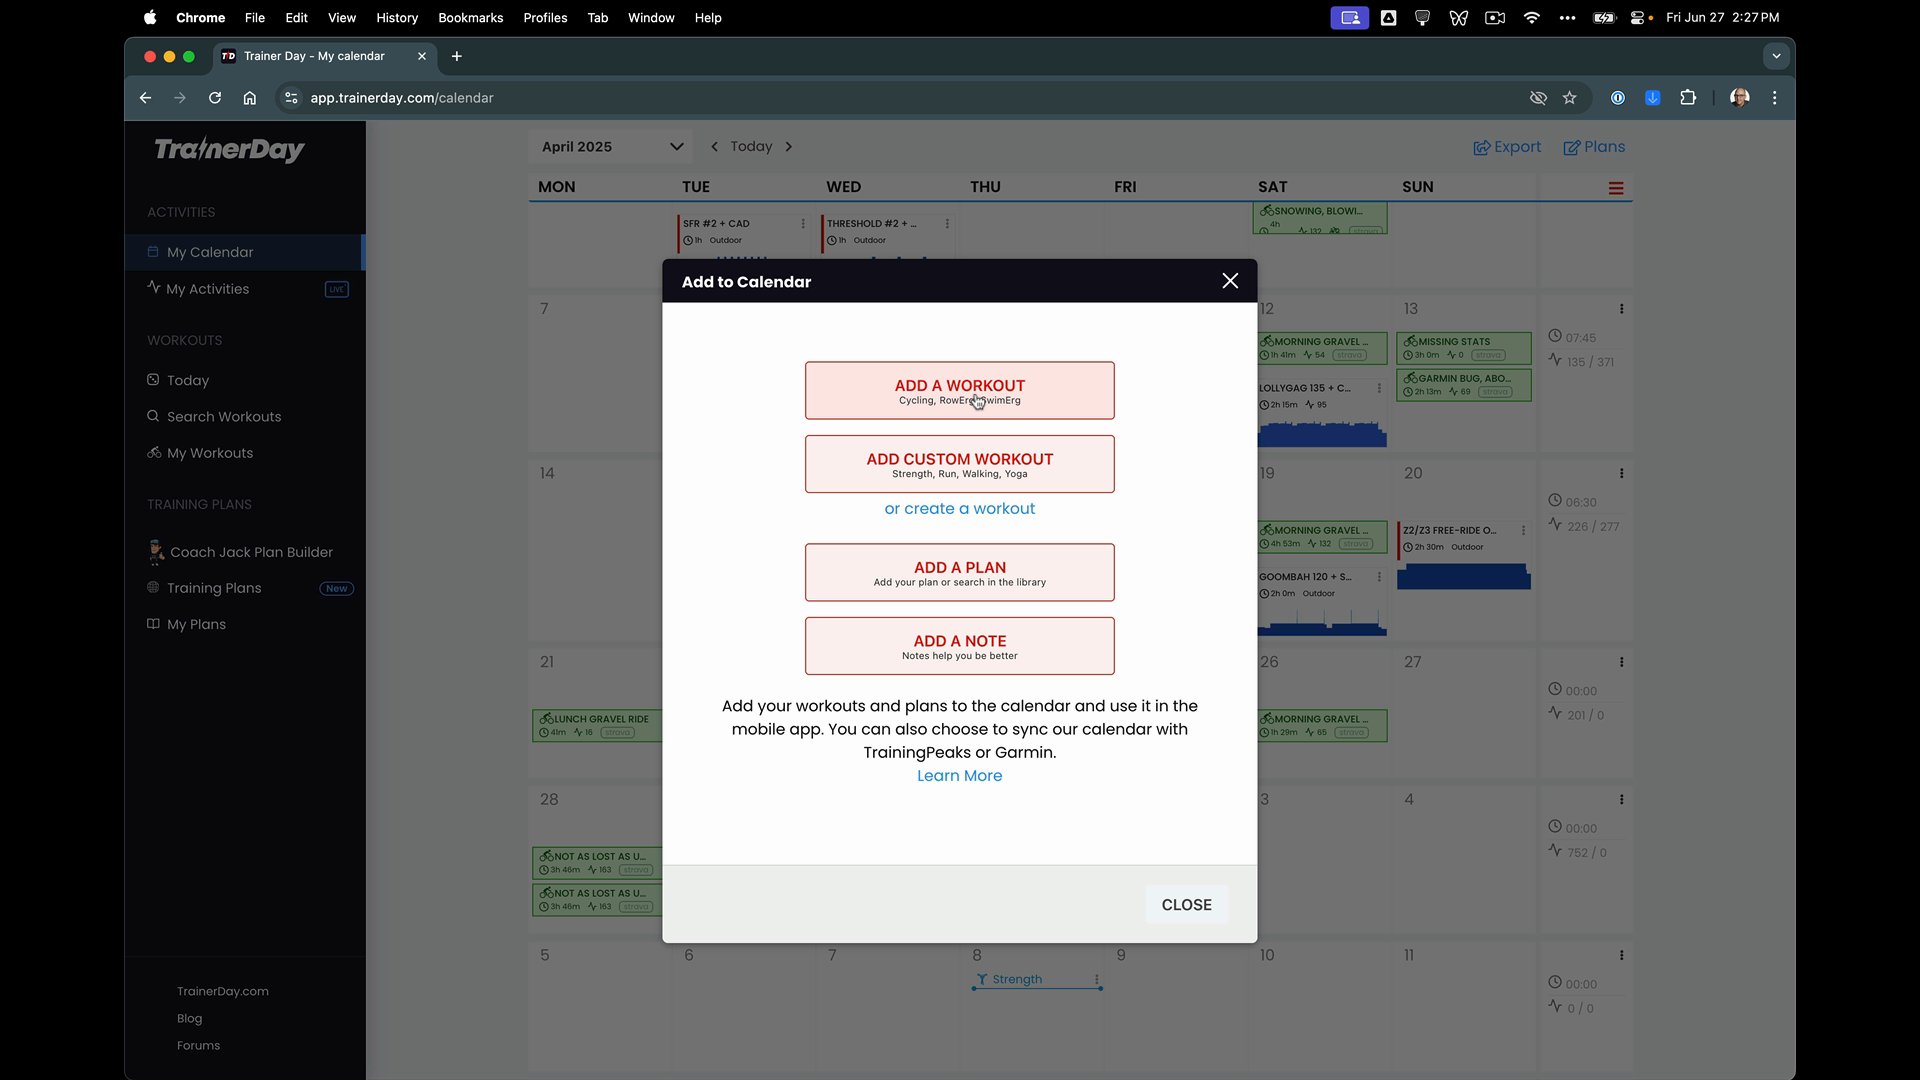 Chrome File Edit View History Bookmarks Profiles Tab Window Help
Fri Jun 27 2:27 PM
Trainer Day - My calendar
app.trainerday.com/calendar
TrainerDay
ACTIVITIES
My Calendar
My Activities LIVE
WORKOUTS
Today
Search Workouts
My Workouts
TRAINING PLANS
Coach Jack Plan Builder
Training Plans New
My Plans
TrainerDay.com
Blog
Forums
April 2025 Today Export Plans
MON TUE WED THU FRI SAT SUN
SFR #2 + CAD
1h Outdoor
THRESHOLD #2 + ...
1h Outdoor
SNOWING, BLOWI...
4h
132 strava
7 12 13
MORNING GRAVEL ...
1h 41m 54 strava
LOLLYGAG 135 + C...
2h 15m 95
MISSING STATS
3h 0m 0 strava
GARMIN BUG, ABO...
2h 13m 69 strava
07:45
135 / 371
14 19 20
MORNING GRAVEL ...
4h 53m 132 strava
GOOMBAH 120 + S...
2h 0m Outdoor
Z2/Z3 FREE-RIDE O...
2h 30m Outdoor
06:30
226 / 277
21 26 27
LUNCH GRAVEL RIDE
41m 16 strava
MORNING GRAVEL ...
1h 29m 65 strava
00:00
201 / 0
28 3 4
NOT AS LOST AS U...
3h 46m 163 strava
NOT AS LOST AS U...
3h 46m 163 strava
00:00
752 / 0
5 6 7 8 9 10 11
Strength
00:00
0 / 0
Add to Calendar
ADD A WORKOUT
Cycling, RowErg, SwimErg
ADD CUSTOM WORKOUT
Strength, Run, Walking, Yoga
or create a workout
ADD A PLAN
Add your plan or search in the library
ADD A NOTE
Notes help you be better
Add your workouts and plans to the calendar and use it in the
mobile app. You can also choose to sync our calendar with
TrainingPeaks or Garmin.
Learn More
CLOSE